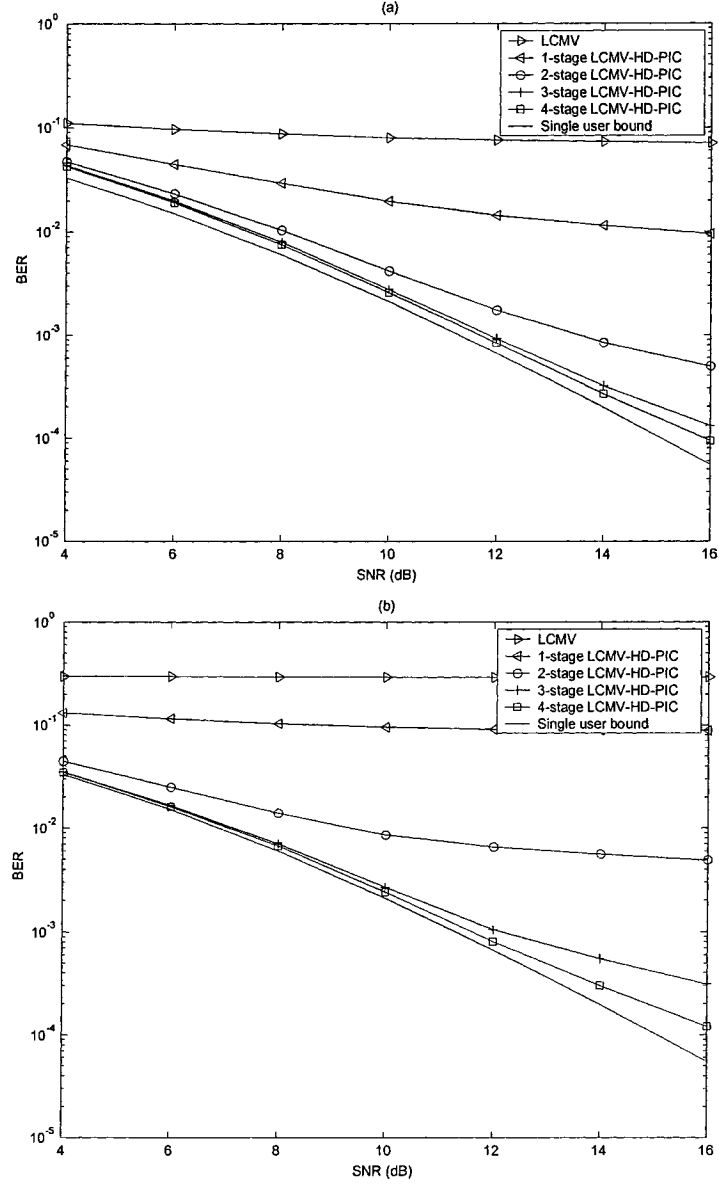 (a)
10^0
10^-1
10^-2
10^-3
10^-4
10^-5
BER
LCMV
1-stage LCMV-HD-PIC
2-stage LCMV-HD-PIC
3-stage LCMV-HD-PIC
4-stage LCMV-HD-PIC
Single user bound
4 6 8 10 12 14 16
SNR (dB)
(b)
10^0
10^-1
10^-2
10^-3
10^-4
10^-5
BER
LCMV
1-stage LCMV-HD-PIC
2-stage LCMV-HD-PIC
3-stage LCMV-HD-PIC
4-stage LCMV-HD-PIC
Single user bound
4 6 8 10 12 14 16
SNR (dB)